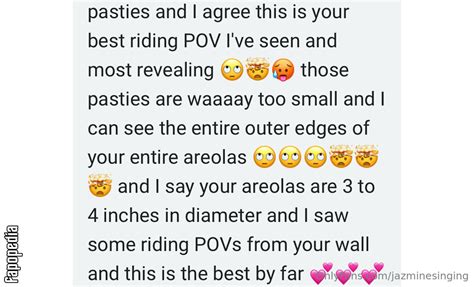 pasties and I agree this is your
best riding POV I've seen and
most revealing 🙄🤯🥵 those
pasties are waaaay too small and I
can see the entire outer edges of
your entire areolas 🙄🙄🙄🤯🤯
🤯 and I say your areolas are 3 to
4 inches in diameter and I saw
some riding POVs from your wall
and this is the best by far 💕💕💕
onlyfans.com/jazminesinging
Fapopedia